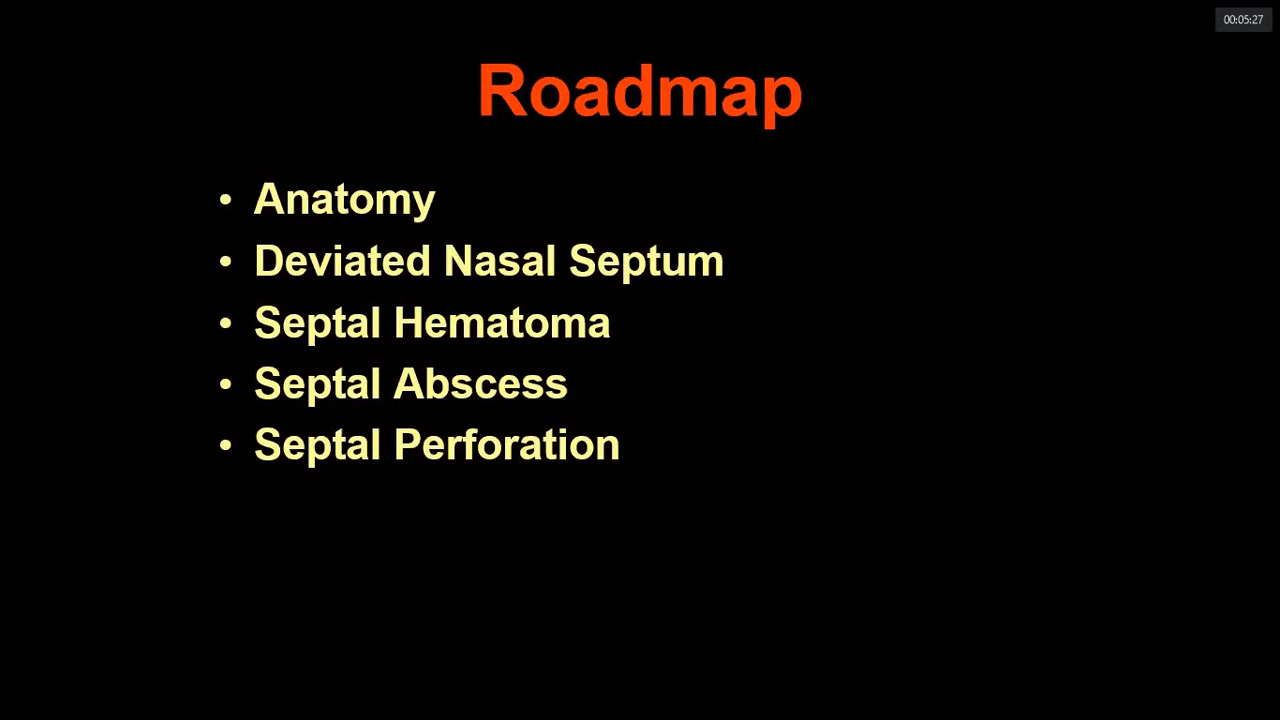 00:05:27
Roadmap
• Anatomy
• Deviated Nasal Septum
• Septal Hematoma
• Septal Abscess
• Septal Perforation